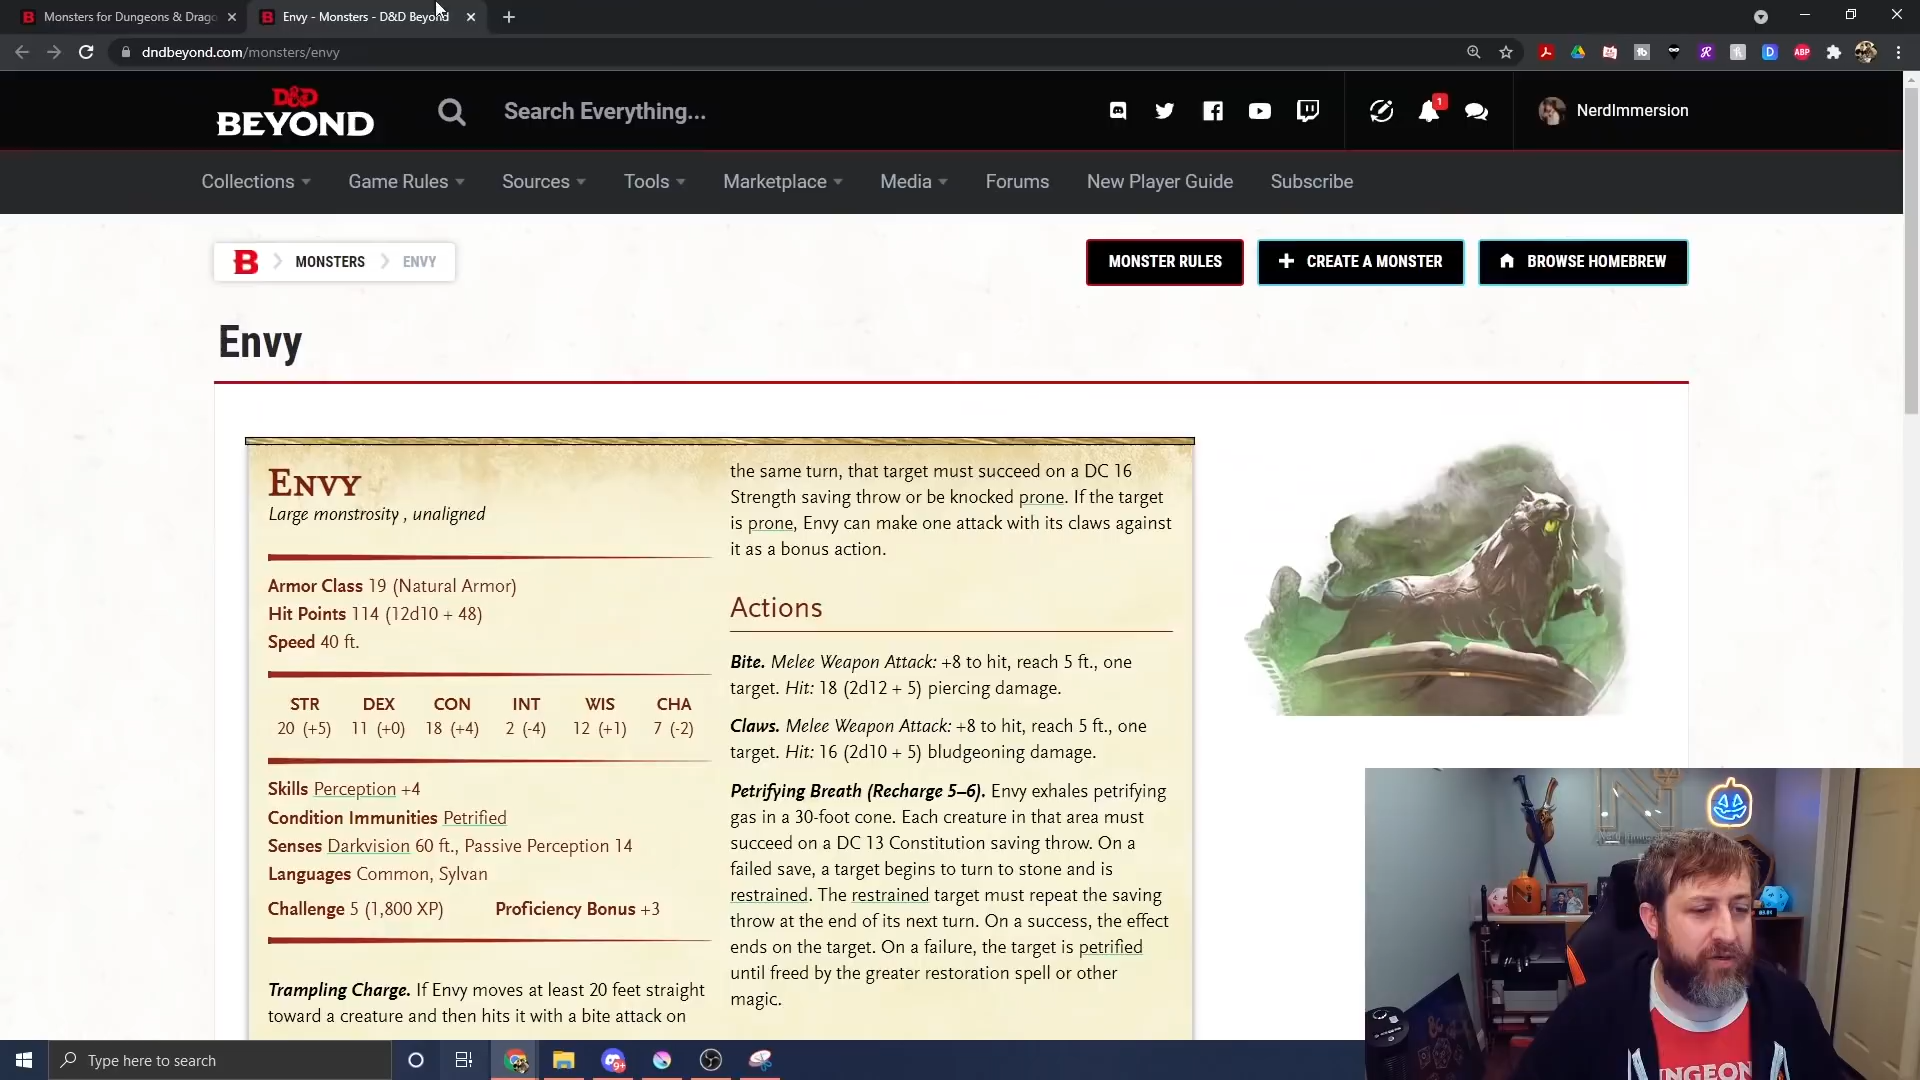 Monsters for Dungeons & Drago
Envy - Monsters - D&D Beyond
dndbeyond.com/monsters/envy
D&D
BEYOND
Search Everything...
1
NerdImmersion
Collections
Game Rules
Sources
Tools
Marketplace
Media
Forums
New Player Guide
Subscribe
B
MONSTERS
ENVY
MONSTER RULES
CREATE A MONSTER
BROWSE HOMEBREW
Envy
ENVY
Large monstrosity , unaligned
Armor Class 19 (Natural Armor)
Hit Points 114 (12d10 + 48)
Speed 40 ft.
STR DEX CON INT WIS CHA
20 (+5) 11 (+0) 18 (+4) 2 (-4) 12 (+1) 7 (-2)
Skills Perception +4
Condition Immunities Petrified
Senses Darkvision 60 ft., Passive Perception 14
Languages Common, Sylvan
Challenge 5 (1,800 XP) Proficiency Bonus +3
Trampling Charge. If Envy moves at least 20 feet straight
toward a creature and then hits it with a bite attack on
the same turn, that target must succeed on a DC 16
Strength saving throw or be knocked prone. If the target
is prone, Envy can make one attack with its claws against
it as a bonus action.
Actions
Bite. Melee Weapon Attack: +8 to hit, reach 5 ft., one
target. Hit: 18 (2d12 + 5) piercing damage.
Claws. Melee Weapon Attack: +8 to hit, reach 5 ft., one
target. Hit: 16 (2d10 + 5) bludgeoning damage.
Petrifying Breath (Recharge 5–6). Envy exhales petrifying
gas in a 30-foot cone. Each creature in that area must
succeed on a DC 13 Constitution saving throw. On a
failed save, a target begins to turn to stone and is
restrained. The restrained target must repeat the saving
throw at the end of its next turn. On a success, the effect
ends on the target. On a failure, the target is petrified
until freed by the greater restoration spell or other
magic.
Type here to search
9+
ABP